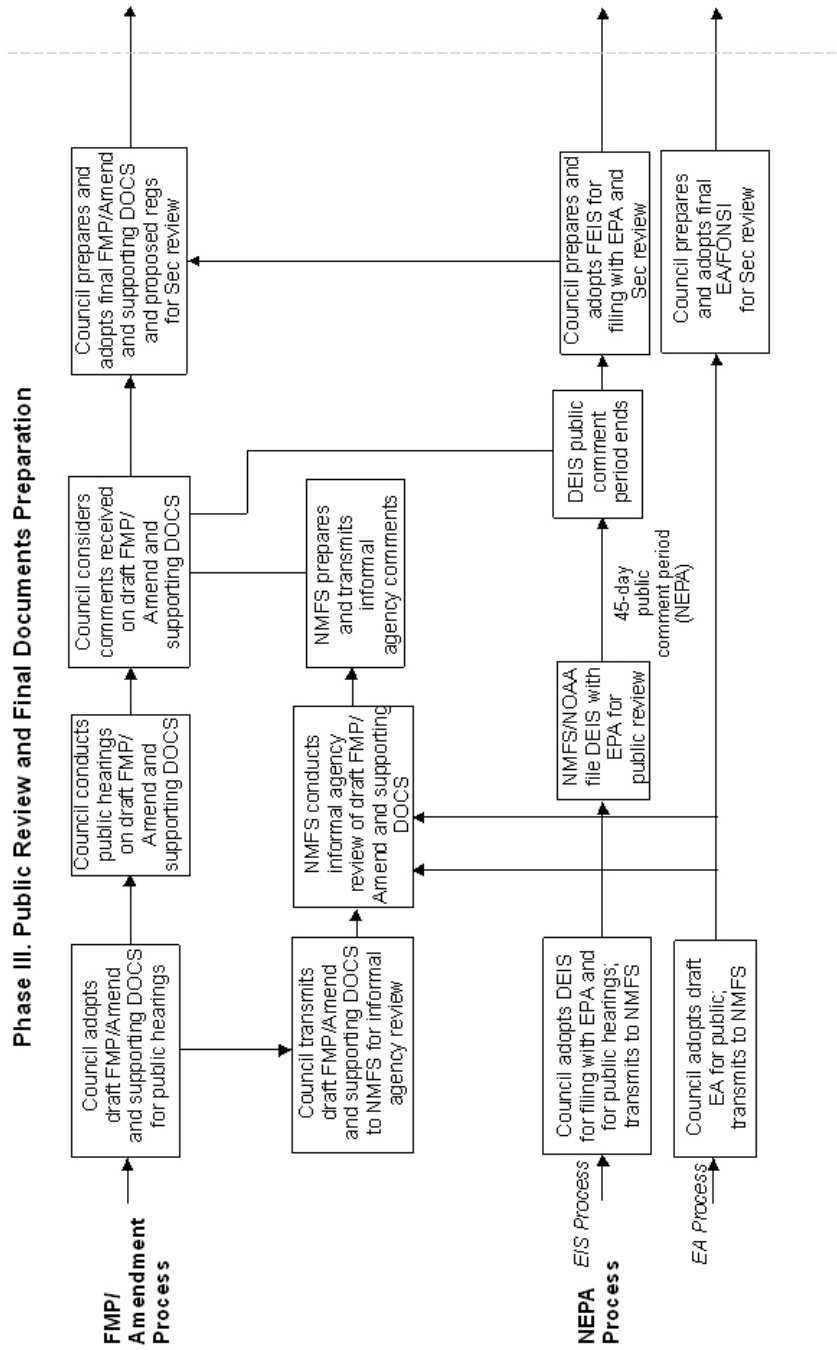 Phase III. Public Review and Final Documents Preparation
FMP/
Amendment
Process
Council adopts
draft FMP/Amend
and supporting DOCS
for public hearings
Council conducts
public hearings
on draft FMP/
Amend and
supporting DOCS
Council considers
comments received
on draft FMP/
Amend and
supporting DOCS
Council prepares and
adopts final FMP/Amend
and supporting DOCS
and proposed regs
for Sec review
Council transmits
draft FMP/Amend
and supporting DOCS
to NMFS for informal
agency review
NMFS conducts
informal agency
review of draft FMP/
Amend and supporting
DOCS
NMFS prepares
and transmits
informal
agency comments
NEPA
Process
EIS Process
Council adopts DEIS
for filing with EPA and
for public hearings;
transmits to NMFS
NMFS/NOAA
file DEIS with
EPA for
public review
45-day
public
comment period
(NEPA)
DEIS public
comment
period ends
Council prepares and
adopts FEIS for
filing with EPA and
Sec review
EA Process
Council adopts draft
EA for public;
transmits to NMFS
Council prepares
and adopts final
EA/FONSI
for Sec review